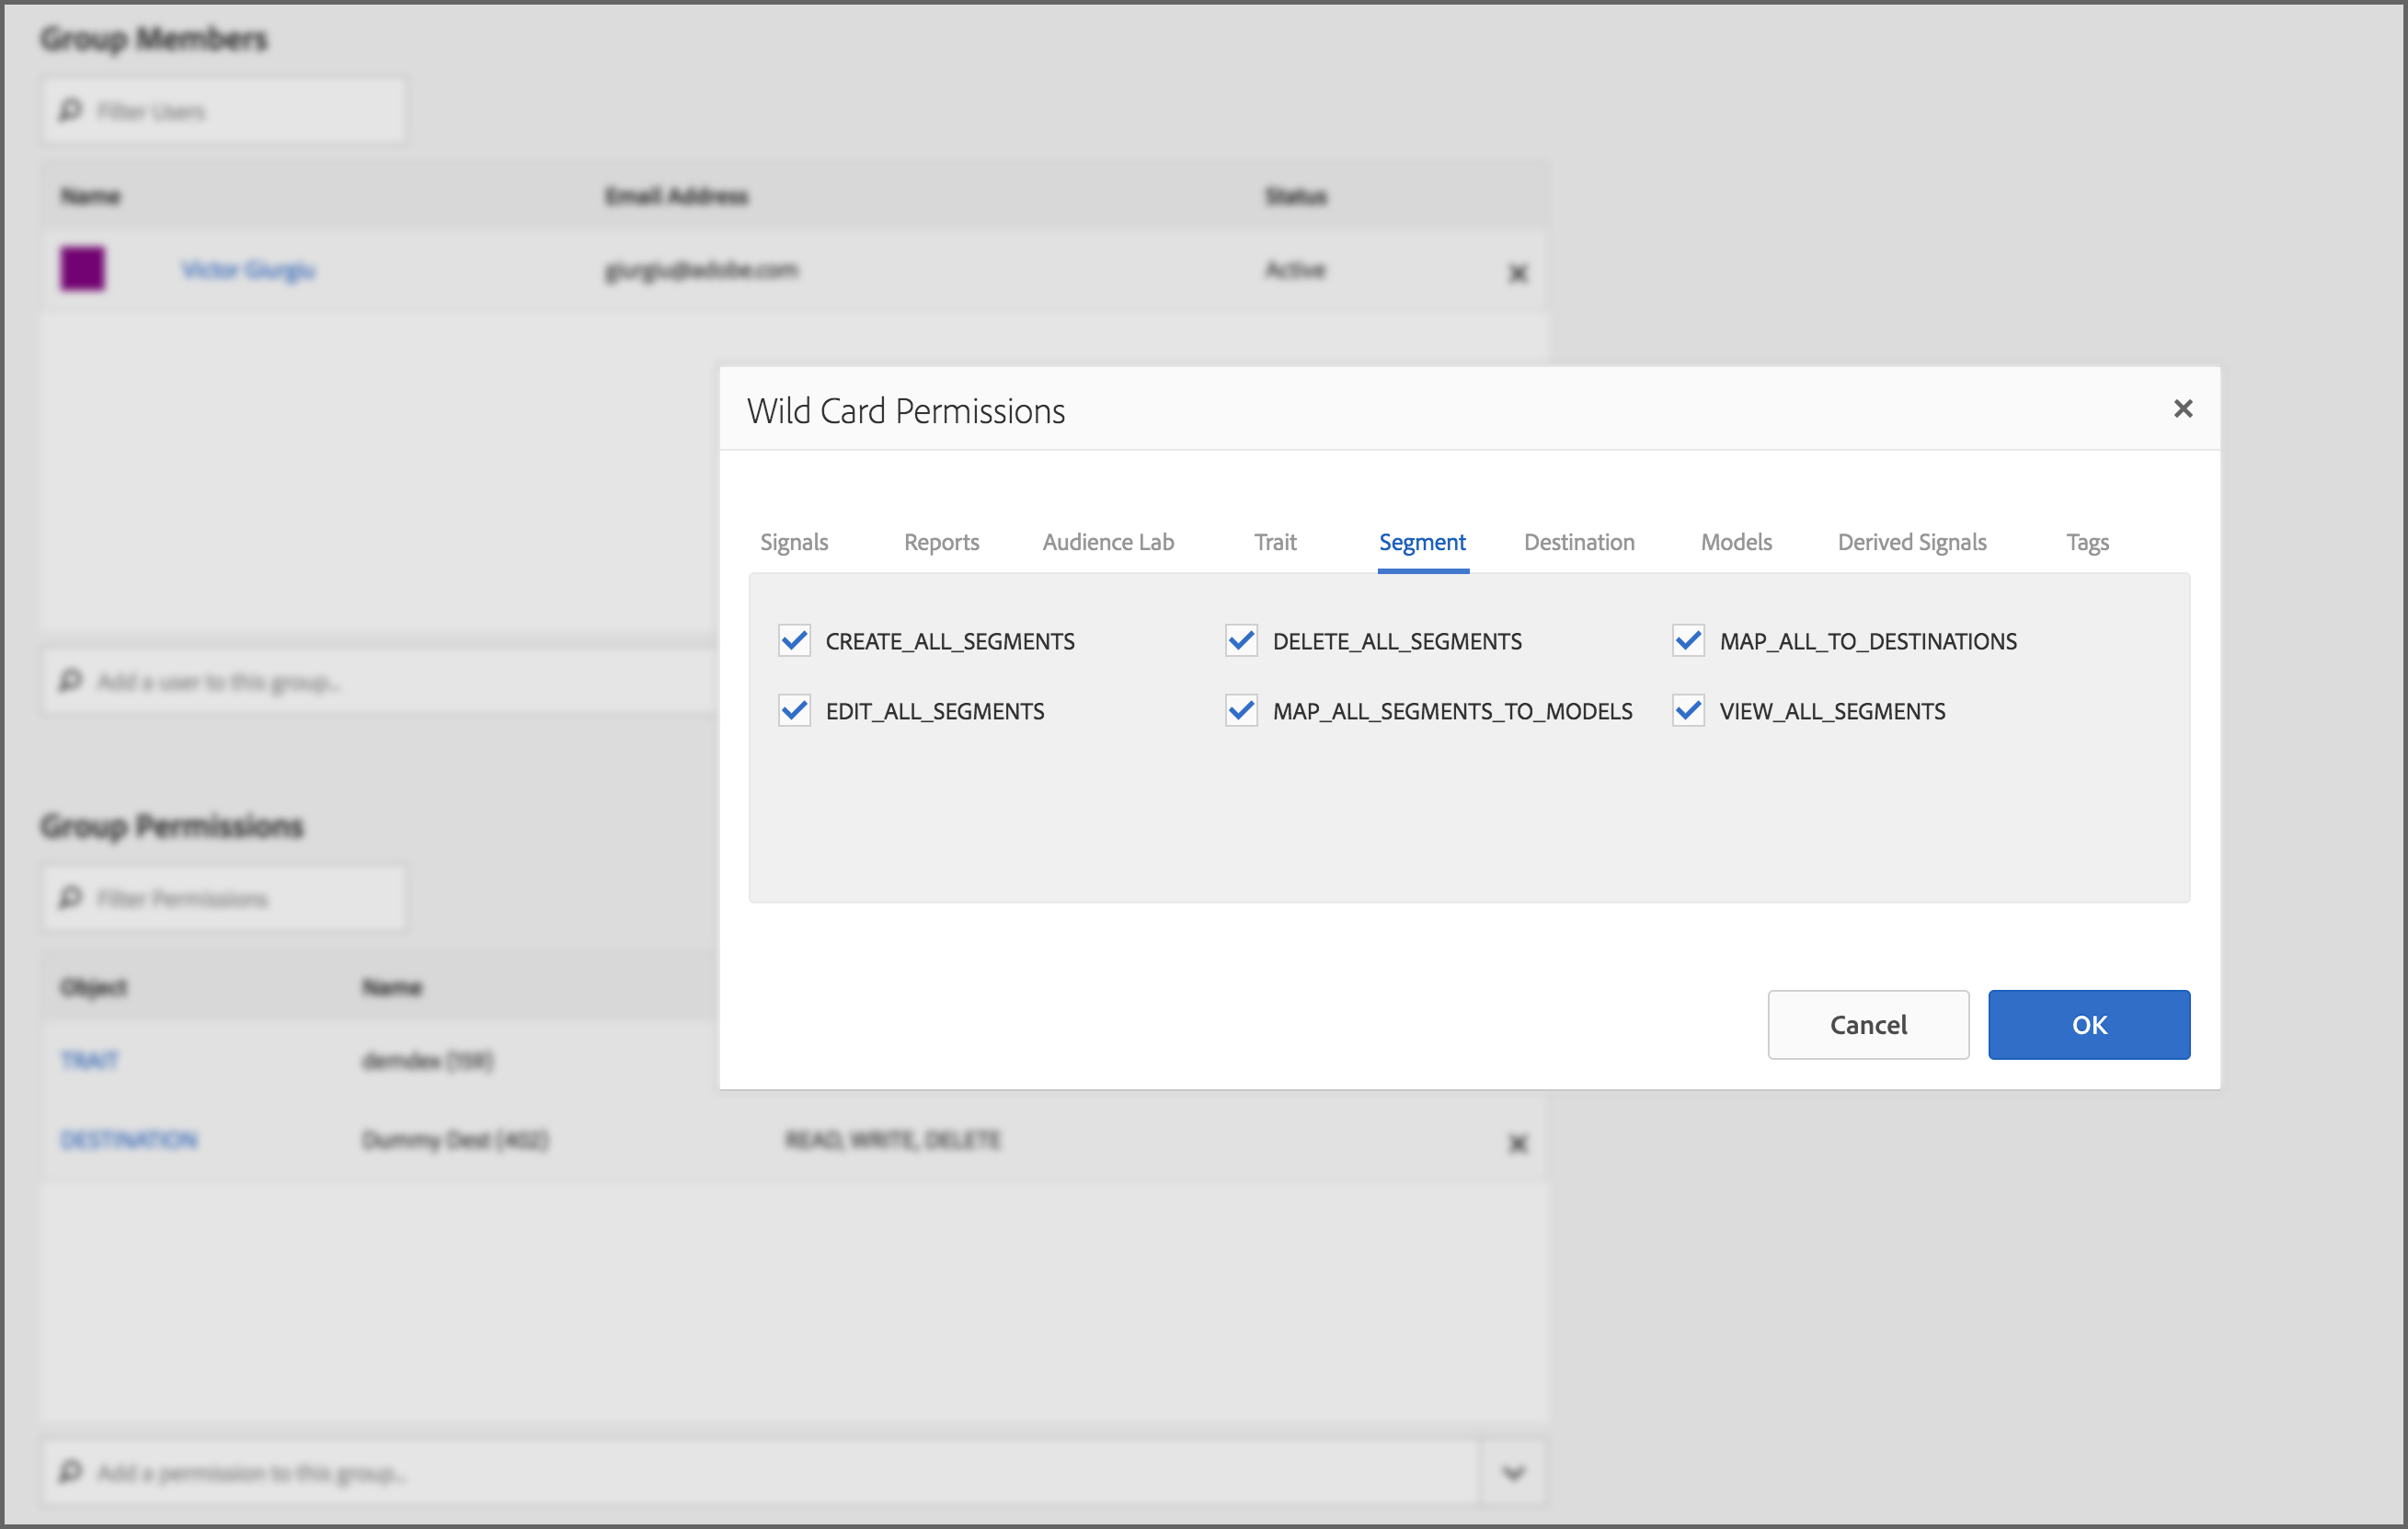 Group Members
Filter Users
Name Email Address Status
Victor Giurgiu giurgiu@adobe.com Active
Wild Card Permissions
Signals Reports Audience Lab Trait Segment Destination Models Derived Signals Tags
CREATE_ALL_SEGMENTS DELETE_ALL_SEGMENTS MAP_ALL_TO_DESTINATIONS
EDIT_ALL_SEGMENTS MAP_ALL_SEGMENTS_TO_MODELS VIEW_ALL_SEGMENTS
Add a user to this group...
Cancel OK
Group Permissions
Filter Permissions
Object Name
TRAIT demdex
DESTINATION Dummy Dest (402) READ, WRITE, DELETE
Add a permission to this group...